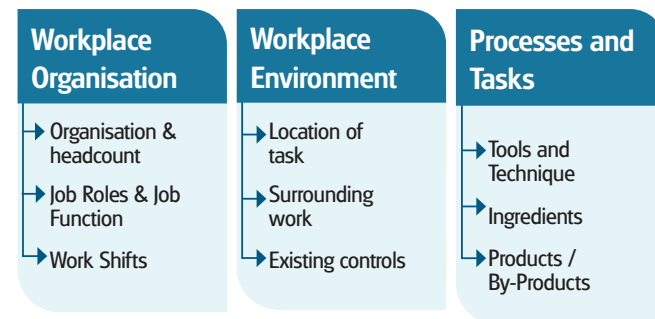 Workplace
Organisation
Organisation &
headcount
Job Roles & Job
Function
Work Shifts
Workplace
Environment
Location of
task
Surrounding
work
Existing controls
Processes and
Tasks
Tools and
Technique
Ingredients
Products /
By-Products